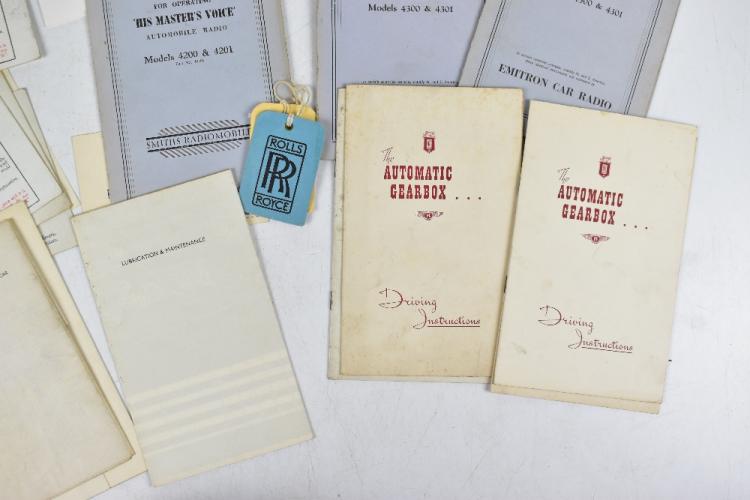 FOR OPERATING
'HIS MASTER'S VOICE'
AUTOMOBILE RADIO
Models 4200 & 4201
SMITHS RADIOMOBILE
Models 4300 & 4301
& 4301
EMITRON CAR RADIO
ROLLS
RR
ROYCE
LUBRICATION & MAINTENANCE
The
AUTOMATIC
GEARBOX ...
Driving
Instructions
The
AUTOMATIC
GEARBOX ...
B
Driving
Instructions